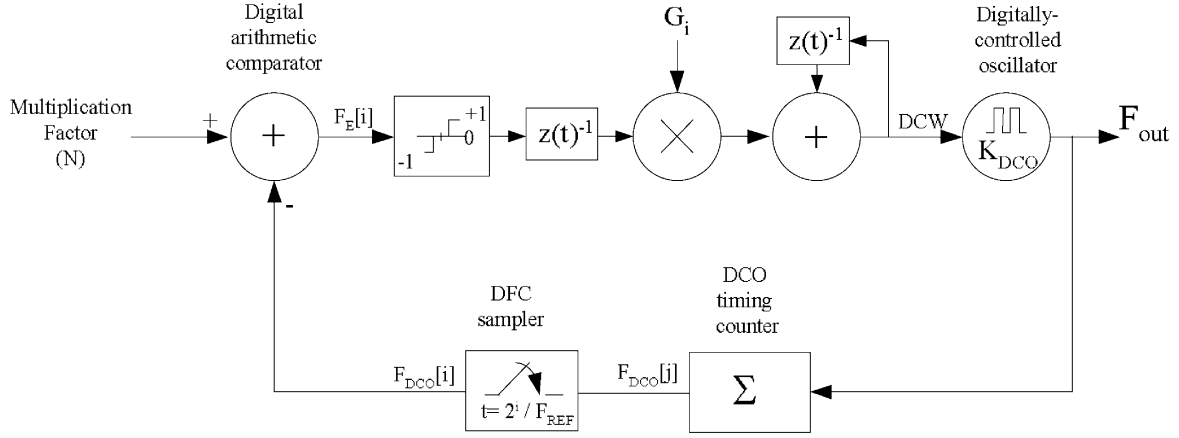 Digital
arithmetic
comparator
G_i
z(t)^-1
Digitally-
controlled
oscillator
Multiplication
Factor
(N)
+
+
F_E[i]
+1
0
-1
z(t)^-1
×
+
DCW
K_DCO
F_out
-
DFC
sampler
DCO
timing
counter
F_DCO[i]
t= 2^i / F_REF
F_DCO[j]
Σ